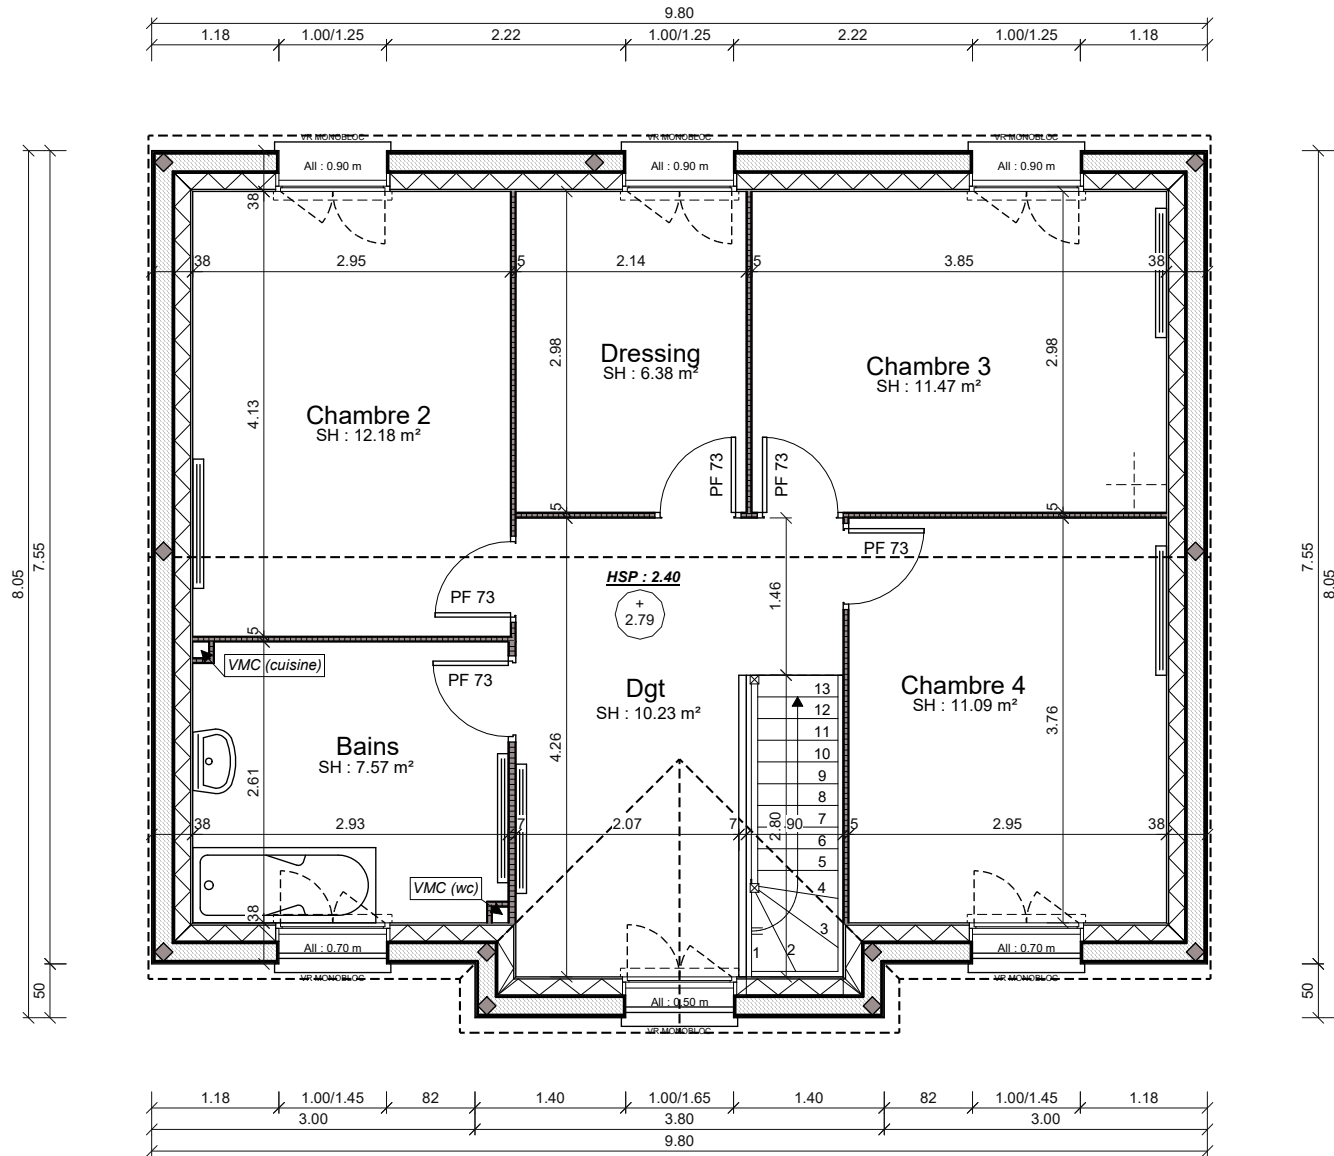 9.80
1.18 1.00/1.25 2.22 1.00/1.25 2.22 1.00/1.25 1.18
VR MONOBLOC VR MONOBLOC VR MONOBLOC
All : 0.90 m All : 0.90 m All : 0.90 m
38
38 2.95 5 2.14 5 3.85 38
2.98 2.98
Dressing
SH : 6.38 m²
Chambre 3
SH : 11.47 m²
4.13
Chambre 2
SH : 12.18 m²
PF 73 PF 73
5 5
8.05 7.55 7.55 8.05
PF 73
HSP : 2.40
+
2.79
1.46
PF 73
5
VMC (cuisine)
PF 73
Dgt
SH : 10.23 m²
Chambre 4
SH : 11.09 m²
13
12
11
10
9
8
7
6
5
4
3
2
1
3.76
Bains
SH : 7.57 m²
4.26
2.61
38 2.93 7 2.07 7 90 5 2.95 38
2.80
VMC (wc)
38
All : 0.70 m All : 0.70 m
VR MONOBLOC VR MONOBLOC
50 50
All : 0.50 m
VR MONOBLOC
1.18 1.00/1.45 82 1.40 1.00/1.65 1.40 82 1.00/1.45 1.18
3.00 3.80 3.00
9.80